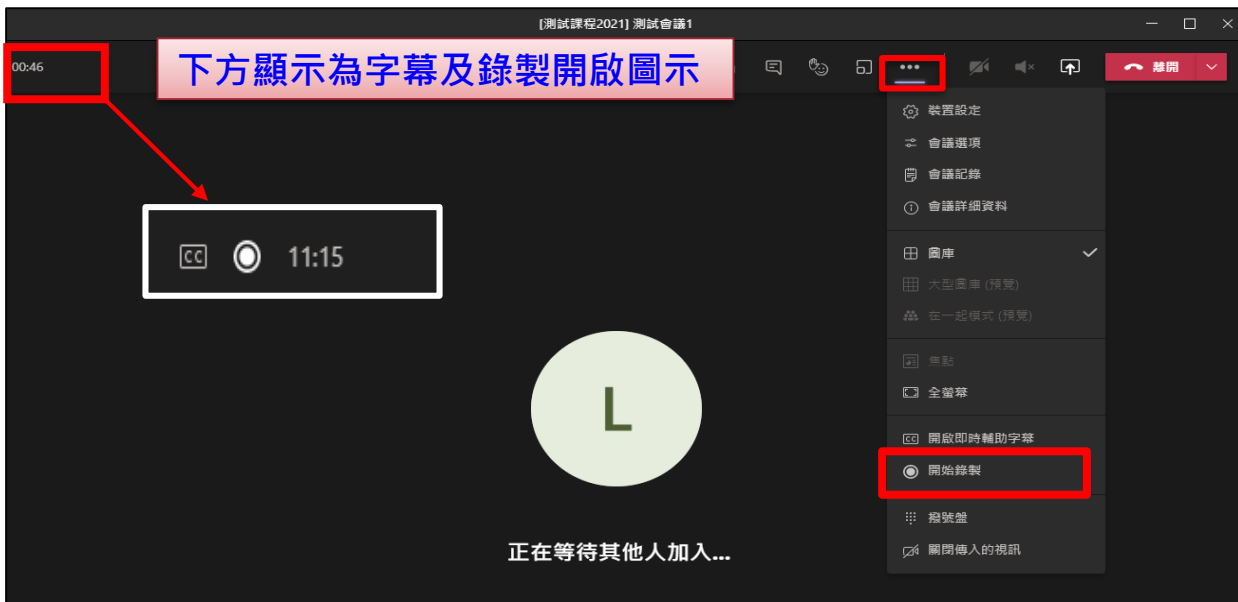 [測試課程2021] 測試會議1
00:46
下方顯示為字幕及錄製開啟圖示
離開
裝置設定
會議選項
會議記錄
會議詳細資料
CC 11:15
圖庫
大型圖庫 (預覽)
在一起模式 (預覽)
焦點
全螢幕
L
CC 開啟即時輔助字幕
開始錄製
撥號盤
正在等待其他人加入...
關閉傳入的視訊